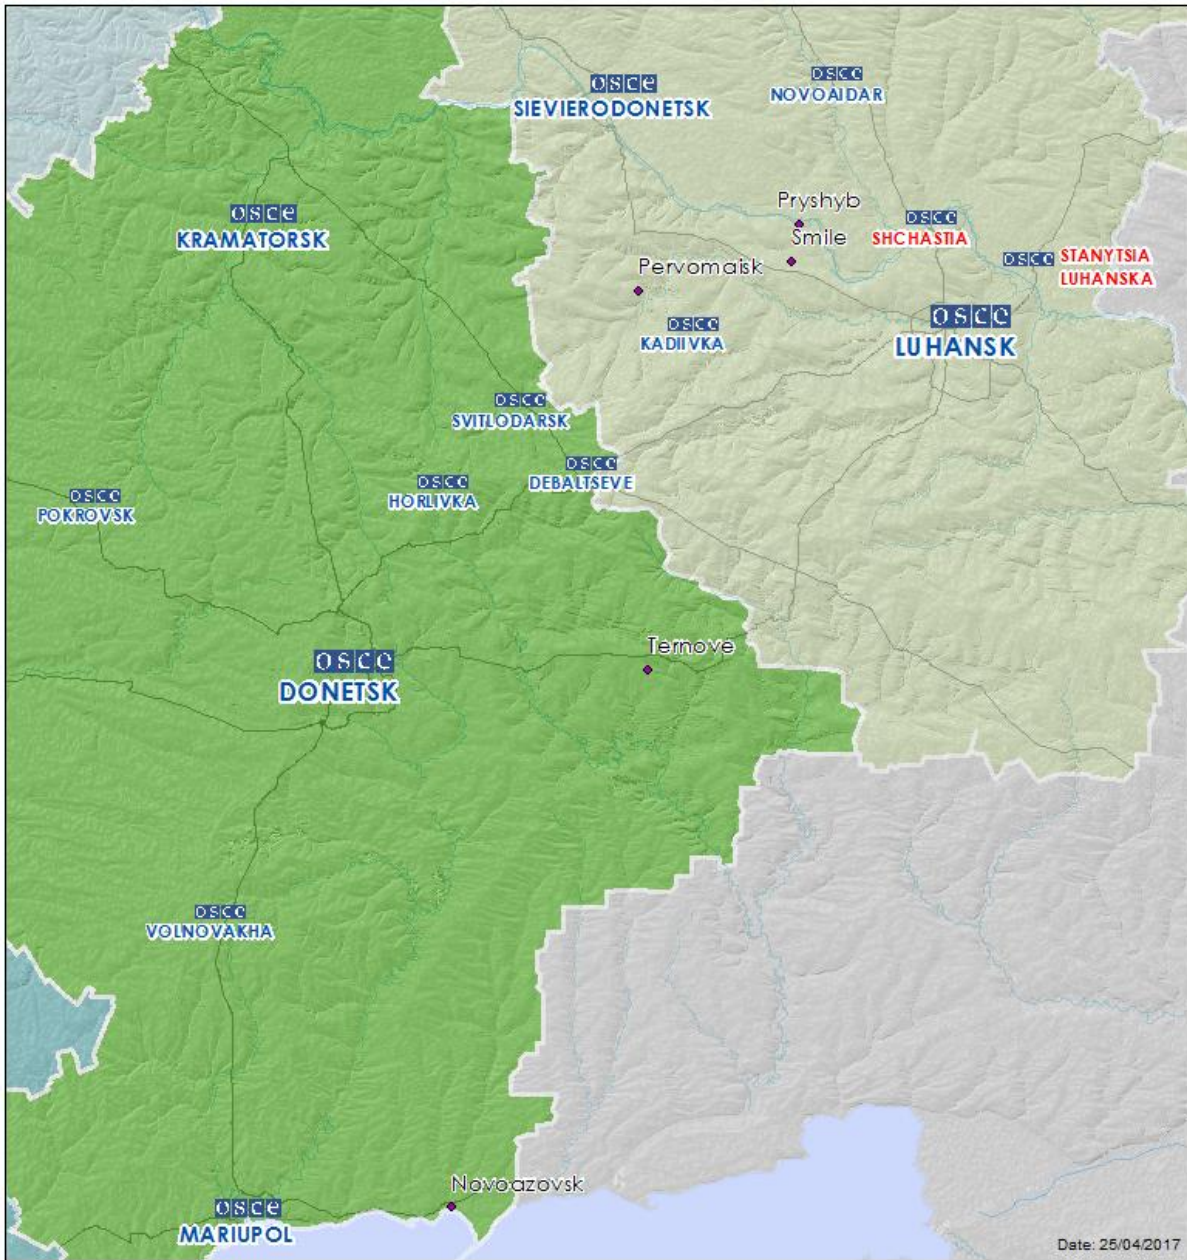 osce
SIEVIERODONETSK
osce
NOVOAIDAR
osce
KRAMATORSK
Pryshyb
osce
SHCHASTIA
Smile
osce
STANYTSIA
LUHANSKA
Pervomaisk
osce
KADIIVKA
osce
LUHANSK
osce
SVITLODARSK
osce
DEBALTSEVE
osce
HORLIVKA
osce
POKROVSK
Ternove
osce
DONETSK
osce
VOLNOVAKHA
Novoazovsk
osce
MARIUPOL
Date: 25/04/2017